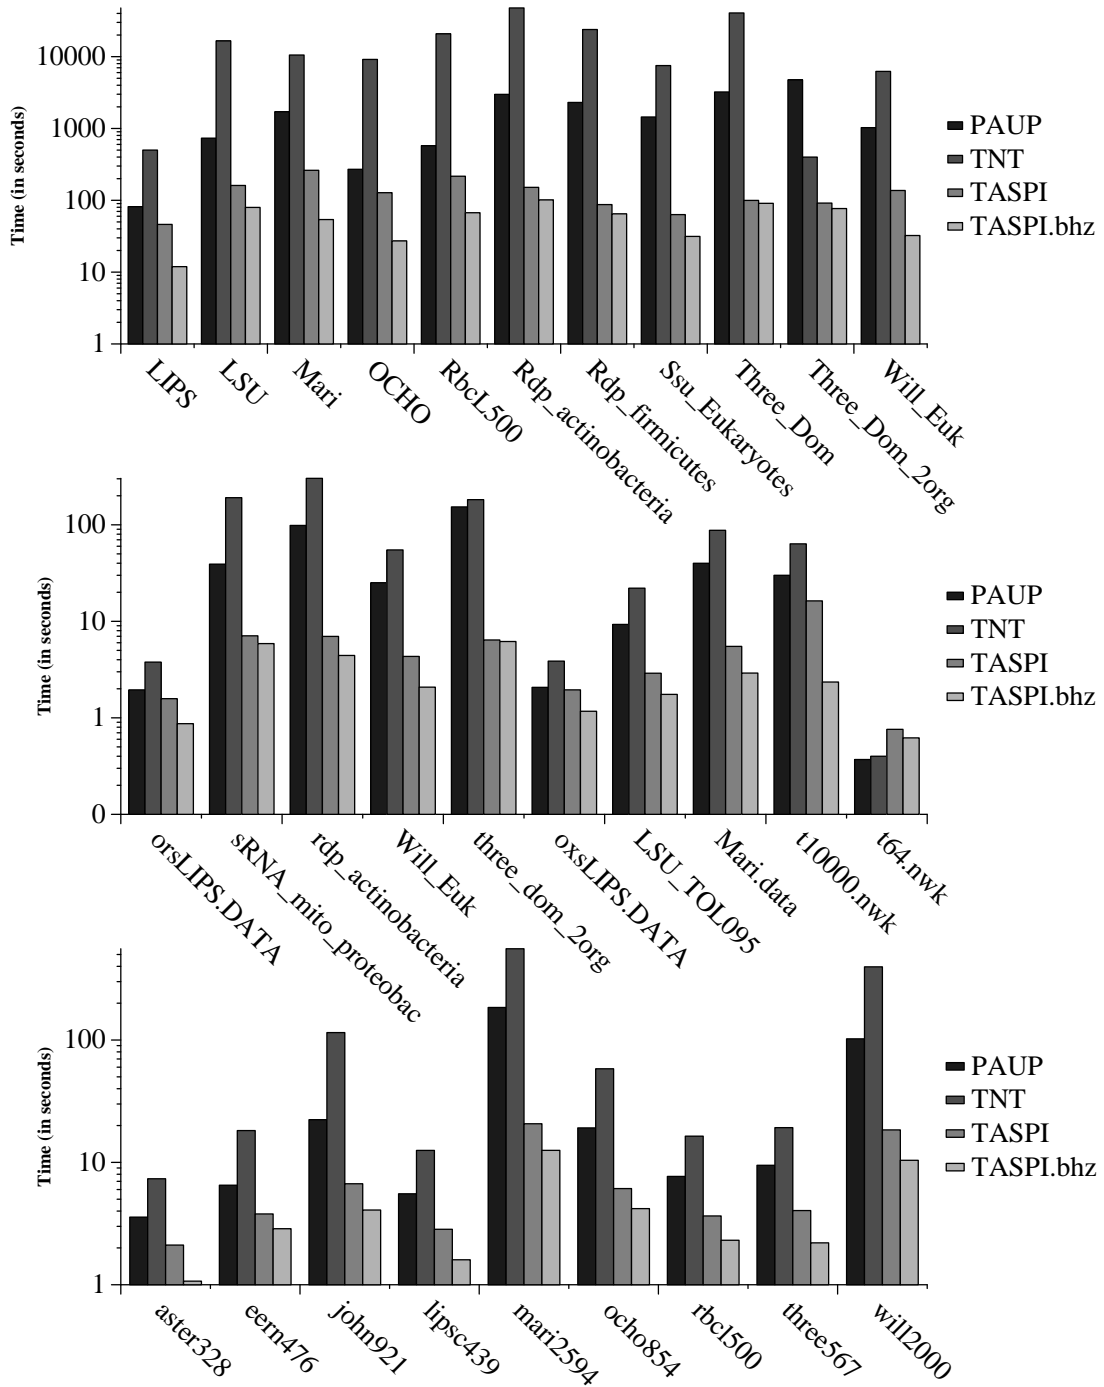 Time (in seconds)
10000
1000
100
10
1
PAUP
TNT
TASPI
TASPI.bhz
LIPS
LSU
Mari
OCHO
RbcL500
Rdp_actinobacteria
Rdp_firmicutes
Ssu_Eukaryotes
Three_Dom
Three_Dom_2org
Will_Euk
Time (in seconds)
100
10
1
0
PAUP
TNT
TASPI
TASPI.bhz
orsLIPS.DATA
sRNA_mito_proteobac
rdp_actinobacteria
Will_Euk
three_dom_2org
oxsLIPS.DATA
LSU_TOL095
Mari.data
t10000.nwk
t64.nwk
Time (in seconds)
100
10
1
PAUP
TNT
TASPI
TASPI.bhz
aster328
eern476
john921
lipsc439
mari2594
ocho854
rbcl500
three567
will2000